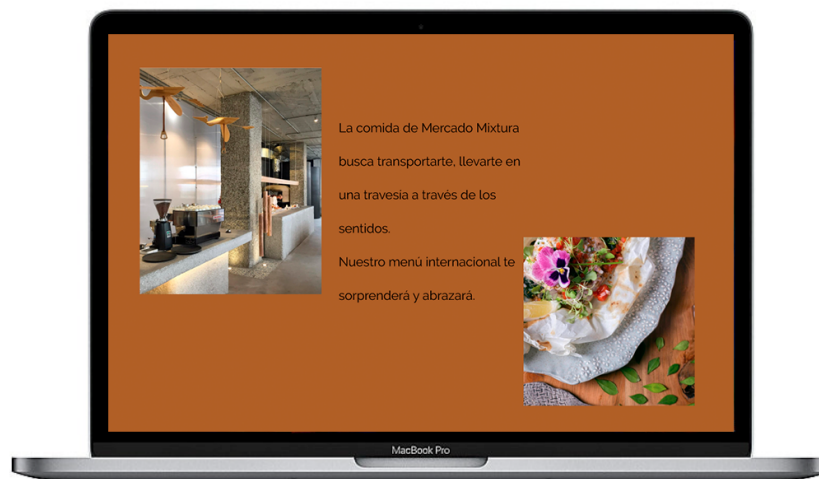 La comida de Mercado Mixtura
busca transportarte, llevarte en
una travesía a través de los
sentidos.
Nuestro menú internacional te
sorprenderá y abrazará.
MacBook Pro